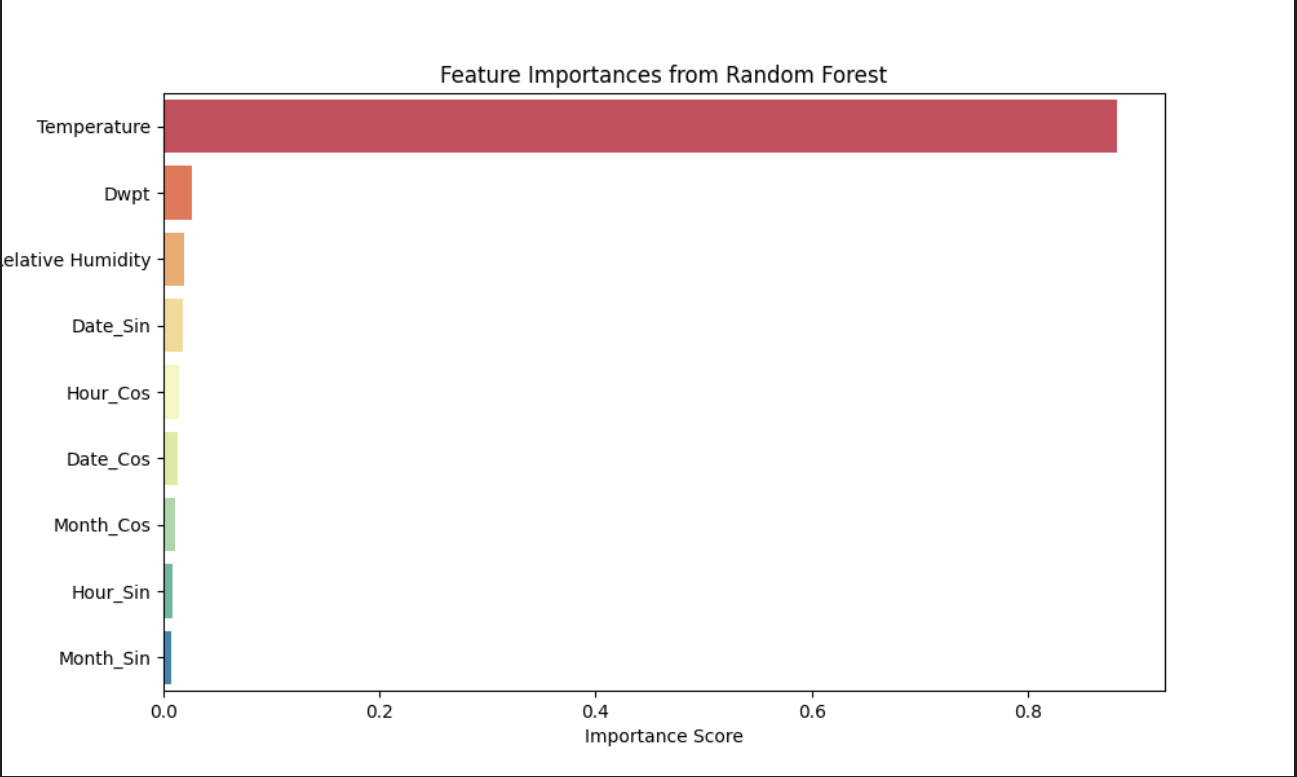 Feature Importances from Random Forest
Temperature
Dwpt
elative Humidity
Date_Sin
Hour_Cos
Date_Cos
Month_Cos
Hour_Sin
Month_Sin
0.0 0.2 0.4 0.6 0.8
Importance Score